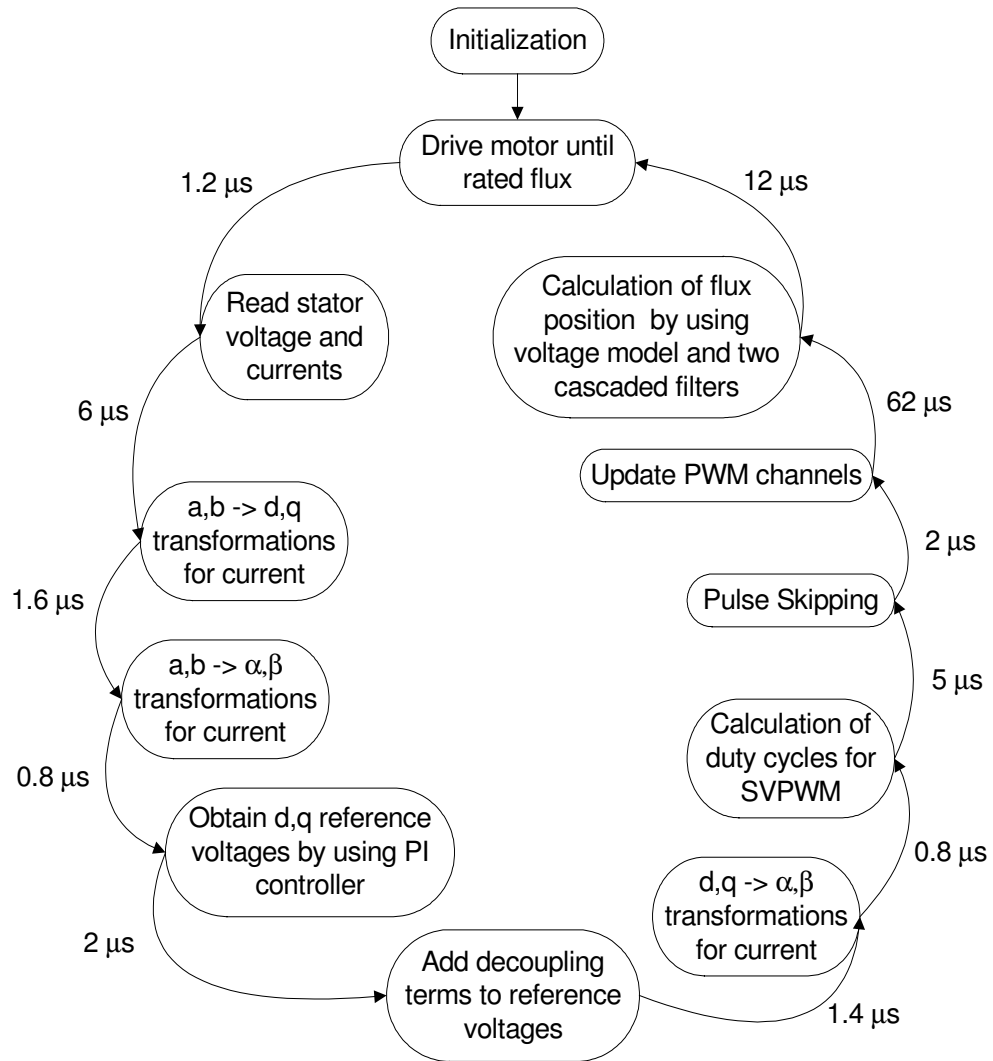 Initialization
Drive motor until
rated flux
1.2 μs
12 μs
Read stator
voltage and
currents
Calculation of flux
position by using
voltage model and two
cascaded filters
6 μs
62 μs
Update PWM channels
a,b -> d,q
transformations
for current
2 μs
1.6 μs
Pulse Skipping
a,b -> α,β
transformations
for current
5 μs
Calculation of
duty cycles for
SVPWM
0.8 μs
Obtain d,q reference
voltages by using PI
controller
0.8 μs
d,q -> α,β
transformations
for current
2 μs
Add decoupling
terms to reference
voltages
1.4 μs